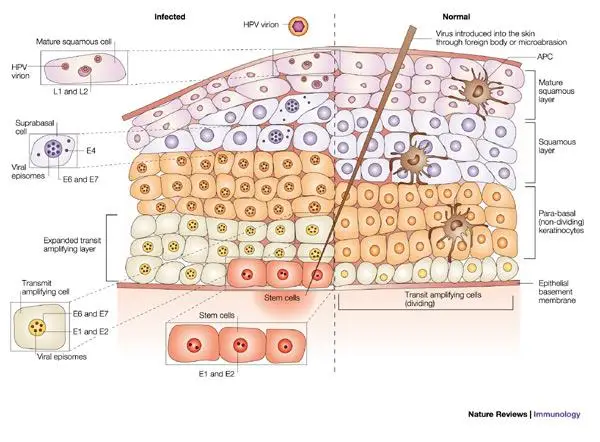 Infected
HPV virion
Normal
Virus introduced into the skin
through foreign body or microabrasion
APC
Mature squamous cell
HPV
virion
L1 and L2
Mature
squamous
layer
Suprabasal
cell
E4
Viral
episomes
E6 and E7
Squamous
layer
Para-basal
(non-dividing)
keratinocytes
Expanded transit
amplifying layer
Transmit
amplifying cell
E6 and E7
E1 and E2
Viral episomes
Stem cells
Stem cells
E1 and E2
Transit amplifying cells
(dividing)
Epithelial
basement
membrane
Nature Reviews | Immunology